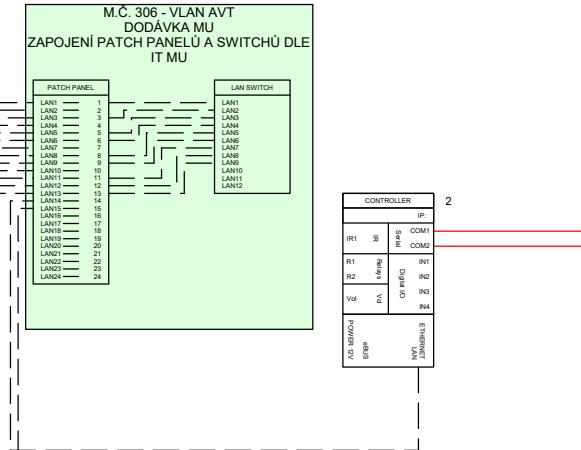 M.Č. 306 - VLAN AVT
DODÁVKA MU
ZAPOJENÍ PATCH PANELŮ A SWITCHŮ DLE
IT MU
PATCH PANEL
LAN1 1
LAN2 2
LAN3 3
LAN4 4
LAN5 5
LAN6 6
LAN7 7
LAN8 8
LAN9 9
LAN10 10
LAN11 11
LAN12 12
LAN13 13
LAN14 14
LAN15 15
LAN16 16
LAN17 17
LAN18 18
LAN19 19
LAN20 20
LAN21 21
LAN22 22
LAN23 23
LAN24 24
LAN SWITCH
LAN1
LAN2
LAN3
LAN4
LAN5
LAN6
LAN7
LAN8
LAN9
LAN10
LAN11
LAN12
CONTROLLER
2
IP:
IR1
IR
Serial
COM1
COM2
R1
R2
Relays
Digital I/O
IN1
IN2
IN3
IN4
Vol
POWER 12V
eBUS
ETHERNET
LAN